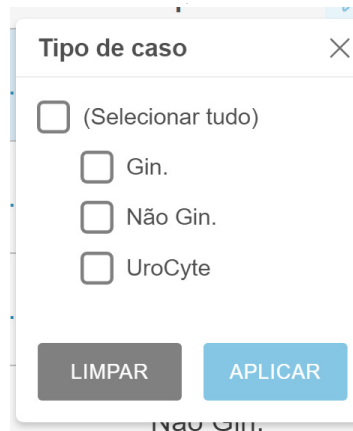 Tipo de caso
(Selecionar tudo)
Gin.
Não Gin.
UroCyte
LIMPAR
APLICAR
Não Gin.